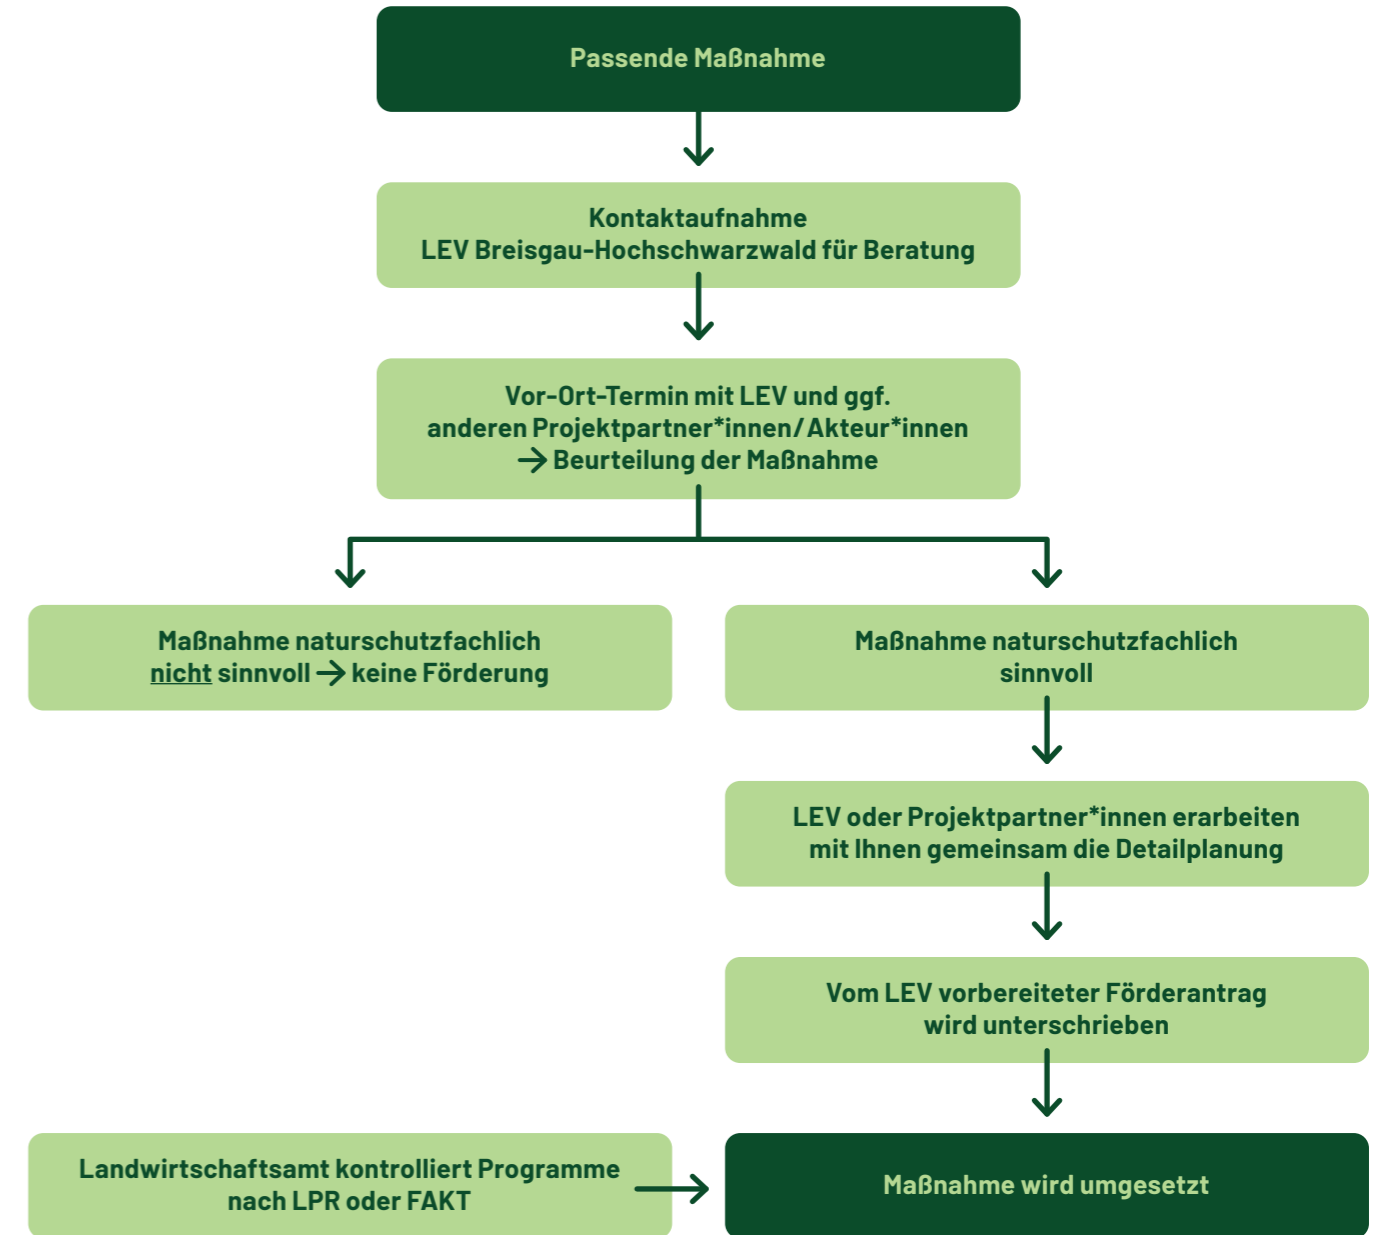 Passende Maßnahme
Kontaktaufnahme
LEV Breisgau-Hochschwarzwald für Beratung
Vor-Ort-Termin mit LEV und ggf.
anderen Projektpartner*innen/Akteur*innen
→ Beurteilung der Maßnahme
Maßnahme naturschutzfachlich
nicht sinnvoll → keine Förderung
Maßnahme naturschutzfachlich
sinnvoll
LEV oder Projektpartner*innen erarbeiten
mit Ihnen gemeinsam die Detailplanung
Vom LEV vorbereiteter Förderantrag
wird unterschrieben
Landwirtschaftsamt kontrolliert Programme
nach LPR oder FAKT
Maßnahme wird umgesetzt